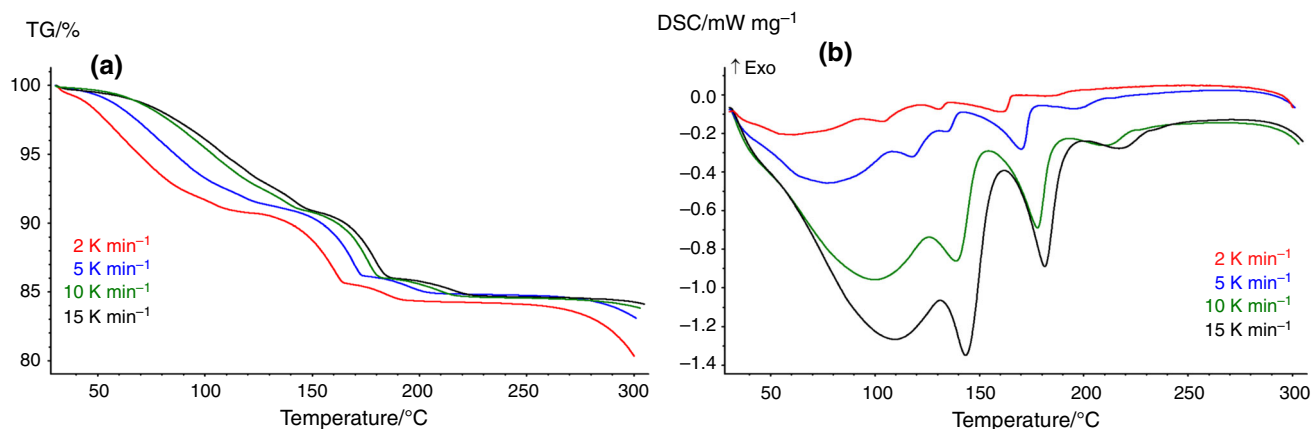 TG/%
(a)
100
95
90
85
80
2 K min⁻¹
5 K min⁻¹
10 K min⁻¹
15 K min⁻¹
50 100 150 200 250 300
Temperature/°C
DSC/mW mg⁻¹
(b)
↑ Exo
0.0
−0.2
−0.4
−0.6
−0.8
−1.0
−1.2
−1.4
2 K min⁻¹
5 K min⁻¹
10 K min⁻¹
15 K min⁻¹
50 100 150 200 250 300
Temperature/°C